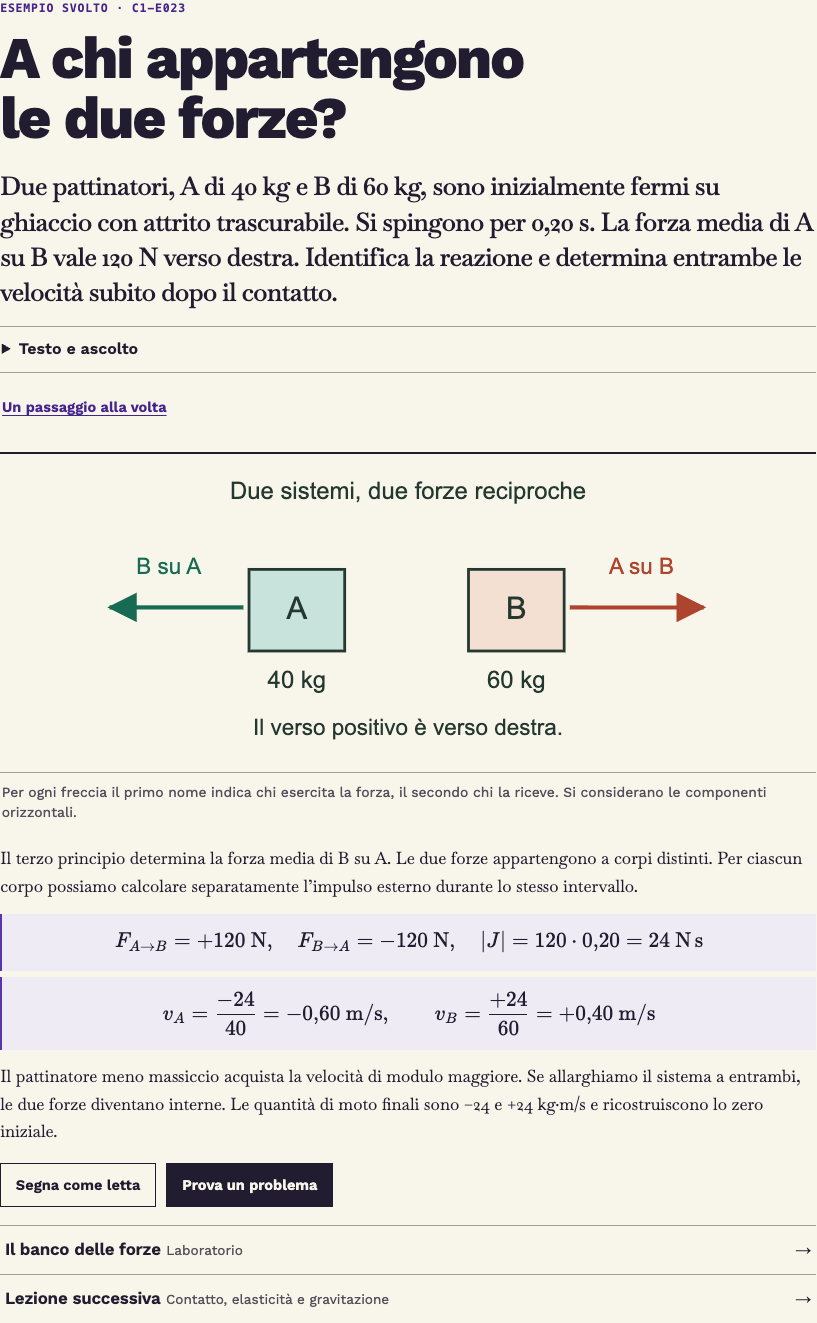 ESEMPIO SVOLTO · C1–E023
A chi appartengono
le due forze?
Due pattinatori, A di 40 kg e B di 60 kg, sono inizialmente fermi su
ghiaccio con attrito trascurabile. Si spingono per 0,20 s. La forza media di A
su B vale 120 N verso destra. Identifica la reazione e determina entrambe le
velocità subito dopo il contatto.
▶ Testo e ascolto
Un passaggio alla volta
Due sistemi, due forze reciproche
B su A
A su B
A
B
40 kg
60 kg
Il verso positivo è verso destra.
Per ogni freccia il primo nome indica chi esercita la forza, il secondo chi la riceve. Si considerano le componenti
orizzontali.
Il terzo principio determina la forza media di B su A. Le due forze appartengono a corpi distinti. Per ciascun
corpo possiamo calcolare separatamente l’impulso esterno durante lo stesso intervallo.
F_{A→B} = +120 N, F_{B→A} = −120 N, |J| = 120 · 0,20 = 24 N s
v_A = −24/40 = −0,60 m/s, v_B = +24/60 = +0,40 m/s
Il pattinatore meno massiccio acquista la velocità di modulo maggiore. Se allarghiamo il sistema a entrambi,
le due forze diventano interne. Le quantità di moto finali sono −24 e +24 kg·m/s e ricostruiscono lo zero
iniziale.
Segna come letta
Prova un problema
Il banco delle forze Laboratorio →
Lezione successiva Contatto, elasticità e gravitazione →